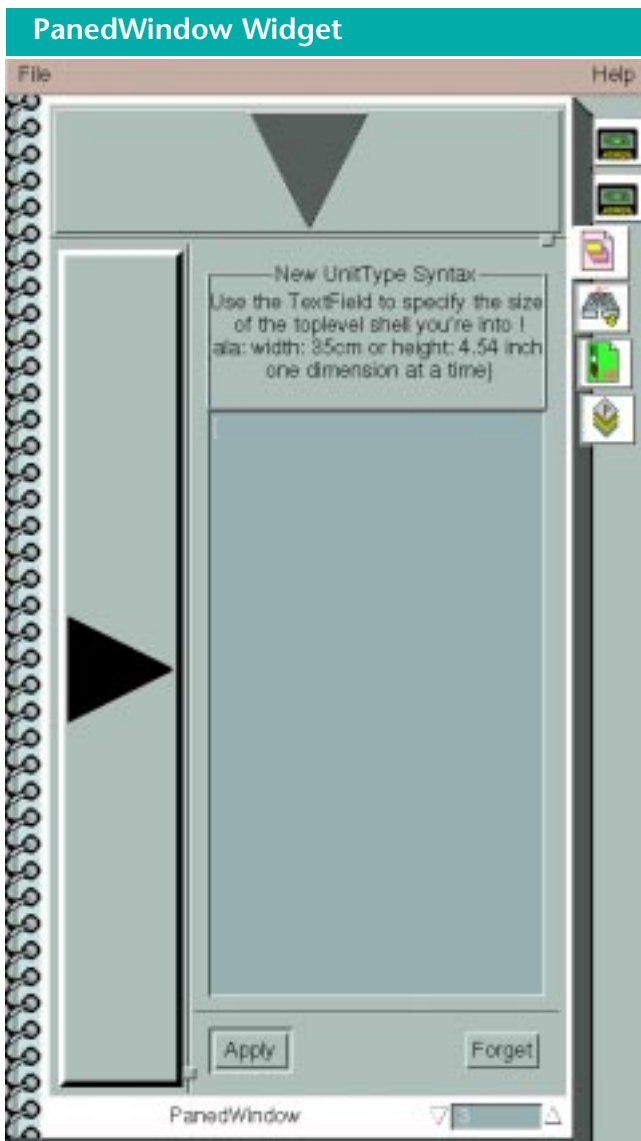 PanedWindow Widget
File Help
New UnitType Syntax
Use the TextField to specify the size
of the toplevel shell you're into !
ala: width: 35cm or height: 4.54 inch
one dimension at a time)
Apply Forget
PanedWindow